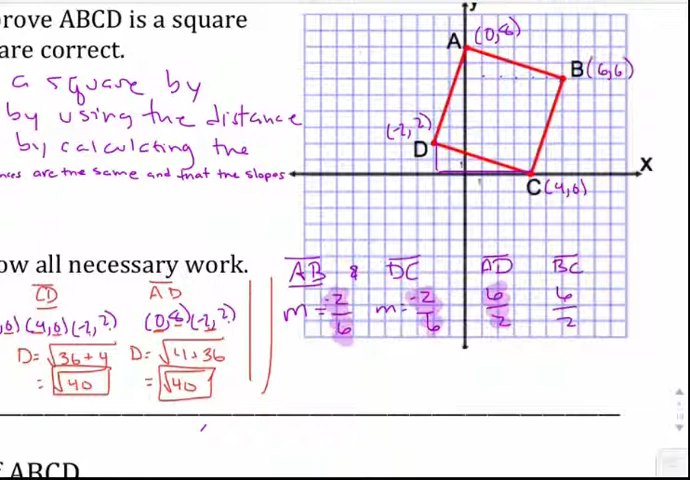 rove ABCD is a square
are correct.
a square by
by using the distance
by calculating the
nces are the same and that the slopes
y
A (0,8)
B(6,6)
(-2,2)
D
C(4,0)
x
ow all necessary work.
CD AD
,6) (4,0)(-2,2) (0,8)(-2,2)
D=√36+4 D=√4+36
=√40 =√40
AB & DC AD BC
m=-2/6 m=-2/6 6/2 6/2
F ABCD